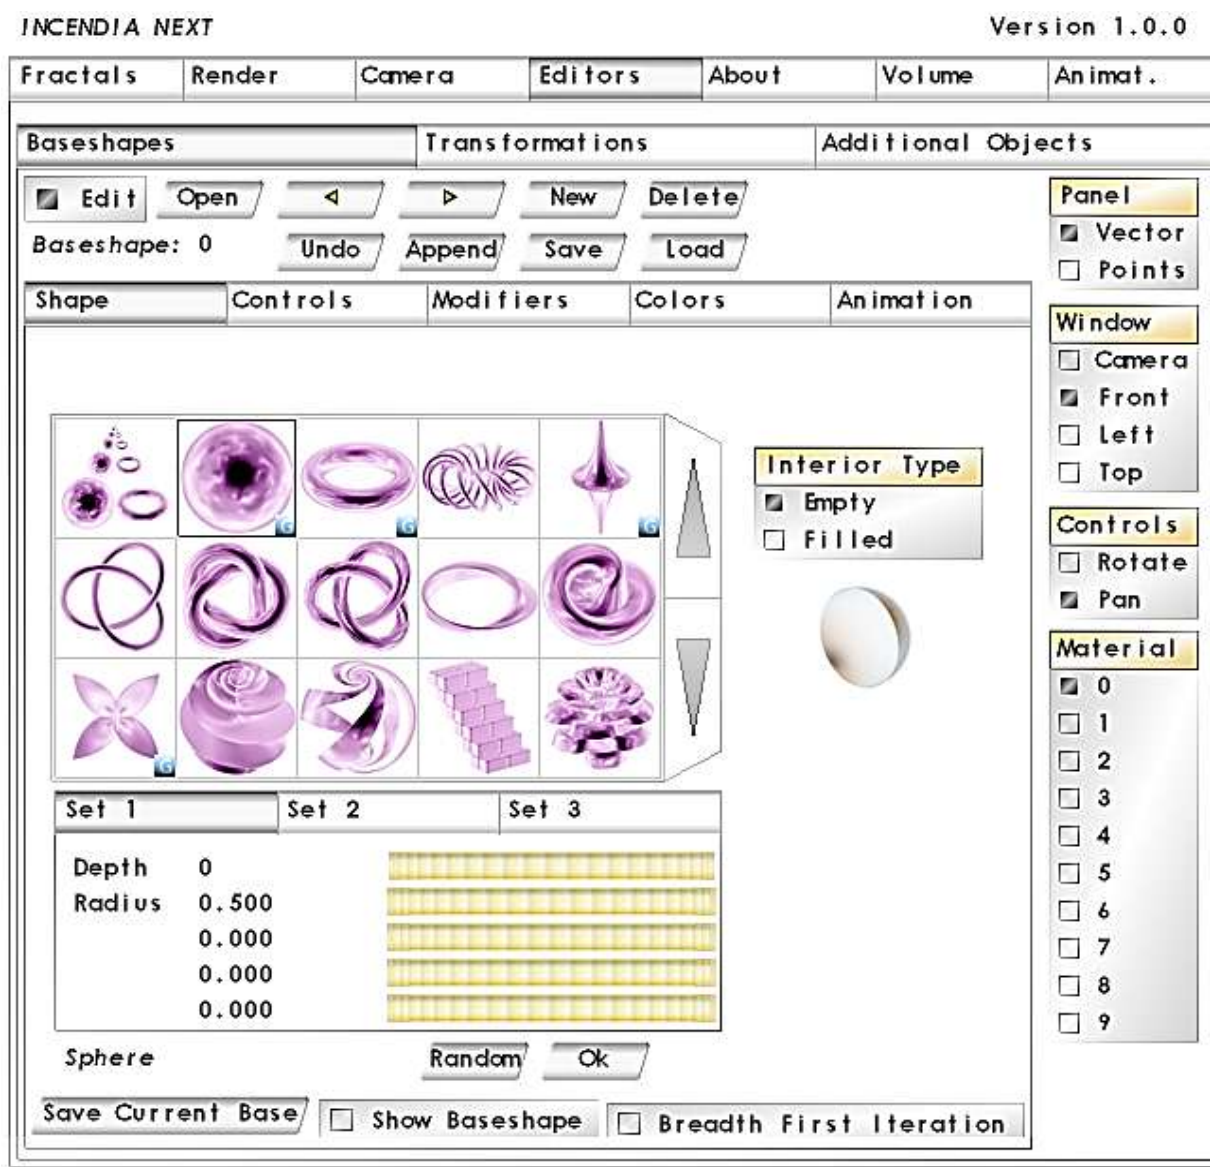 INCENDIA NEXT Version 1.0.0
Fractals Render Camera Editors About Volume Animat.
Baseshapes Transformations Additional Objects
Edit Open New Delete
Baseshape: 0 Undo Append Save Load
Shape Controls Modifiers Colors Animation
G G G
G
Interior Type
Empty
Filled
Set 1 Set 2 Set 3
Depth 0
Radius 0.500
0.000
0.000
0.000
Sphere Random Ok
Save Current Base Show Baseshape Breadth First Iteration
Panel
Vector
Points
Window
Camera
Front
Left
Top
Controls
Rotate
Pan
Material
0
1
2
3
4
5
6
7
8
9